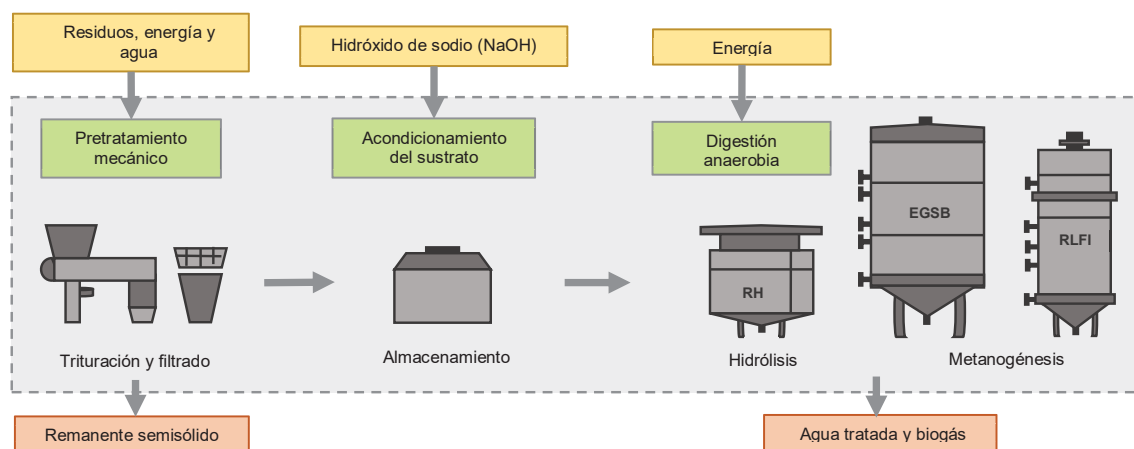 Residuos, energía y
agua
Hidróxido de sodio (NaOH)
Energía
Pretratamiento
mecánico
Acondicionamiento
del sustrato
Digestión
anaerobia
EGSB
RLFI
RH
Trituración y filtrado
Almacenamiento
Hidrólisis
Metanogénesis
Remanente semisólido
Agua tratada y biogás